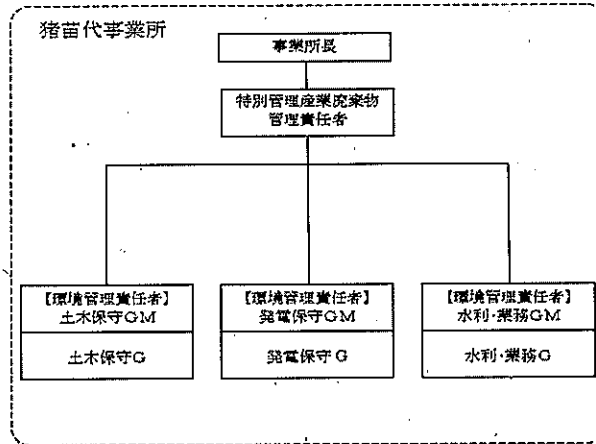 猪苗代事業所
事業所長
特別管理産業廃棄物
管理責任者
【環境管理責任者】
土木保守GM
土木保守G
【環境管理責任者】
発電保守GM
発電保守G
【環境管理責任者】
水利・業務GM
水利・業務G